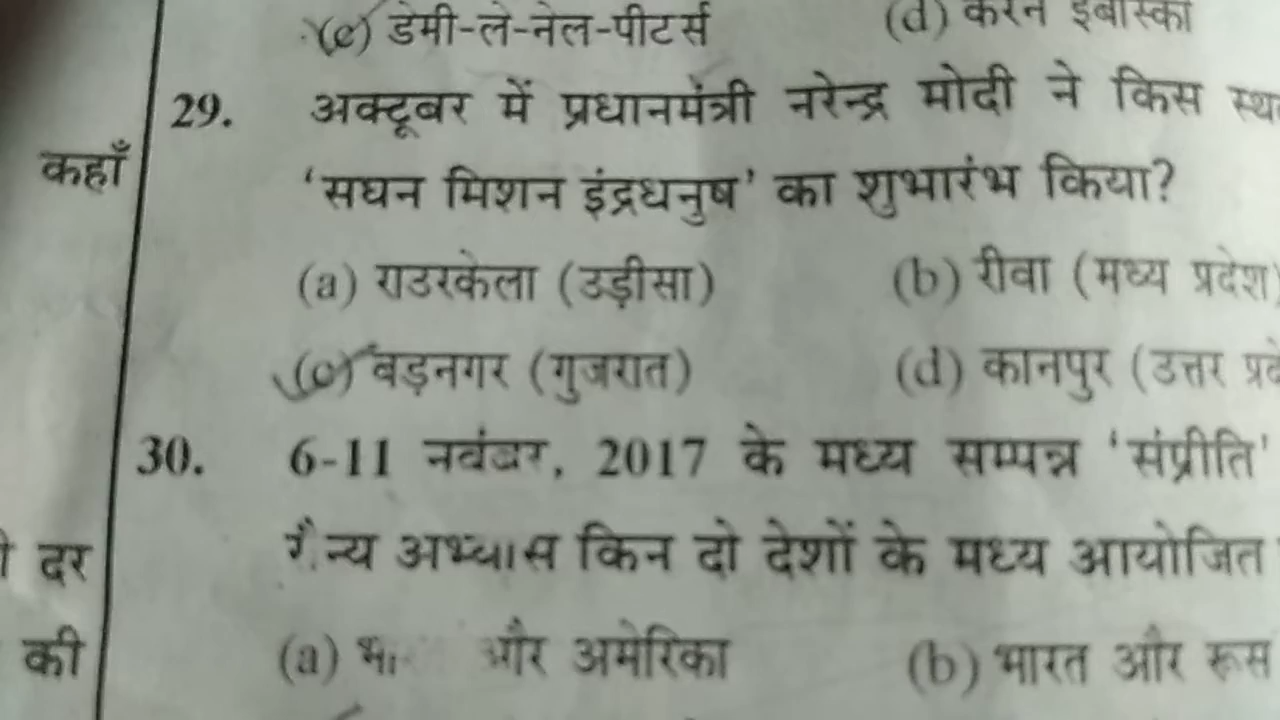 (c) डेमी-ले-नेल-पीटर्स (d)
29. अक्टूबर में प्रधानमंत्री नरेन्द्र मोदी ने किस
कहाँ
'सघन मिशन इंद्रधनुष' का शुभारंभ किया?
(a) राउरकेला (उड़ीसा) (b) रीवा (मध्य प्रदेश)
(c) बड़नगर (गुजरात) (d) कानपुर (उत्तर
30. 6-11 नवंबर, 2017 के मध्य सम्पन्न 'संप्रीति'
दर
सैन्य अभ्यास किन दो देशों के मध्य आयोजित
की
(a) और अमेरिका (b) भारत और रूस